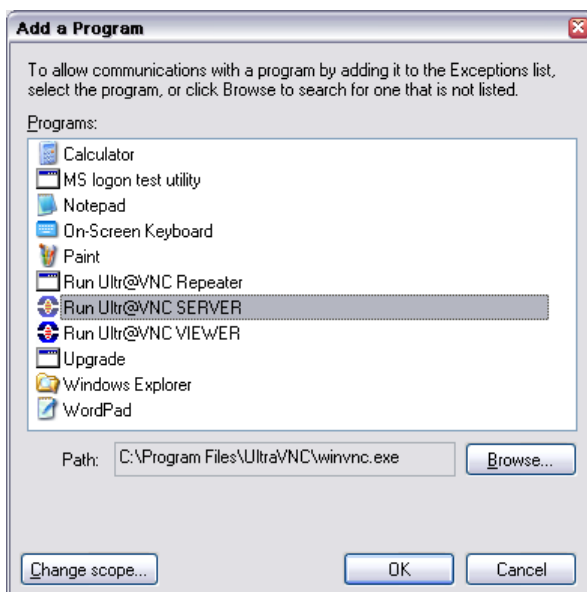 Add a Program
To allow communications with a program by adding it to the Exceptions list,
select the program, or click Browse to search for one that is not listed.
Programs:
Calculator
MS logon test utility
Notepad
On-Screen Keyboard
Paint
Run Ultr@VNC Repeater
Run Ultr@VNC SERVER
Run Ultr@VNC VIEWER
Upgrade
Windows Explorer
WordPad
Path: C:\Program Files\UltraVNC\winvnc.exe Browse...
Change scope... OK Cancel